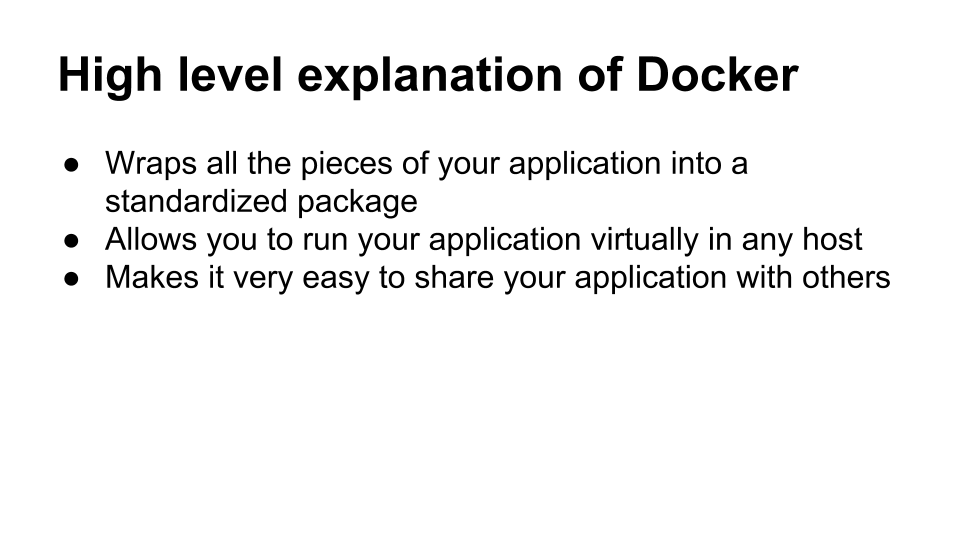 High level explanation of Docker
● Wraps all the pieces of your application into a
standardized package
● Allows you to run your application virtually in any host
● Makes it very easy to share your application with others